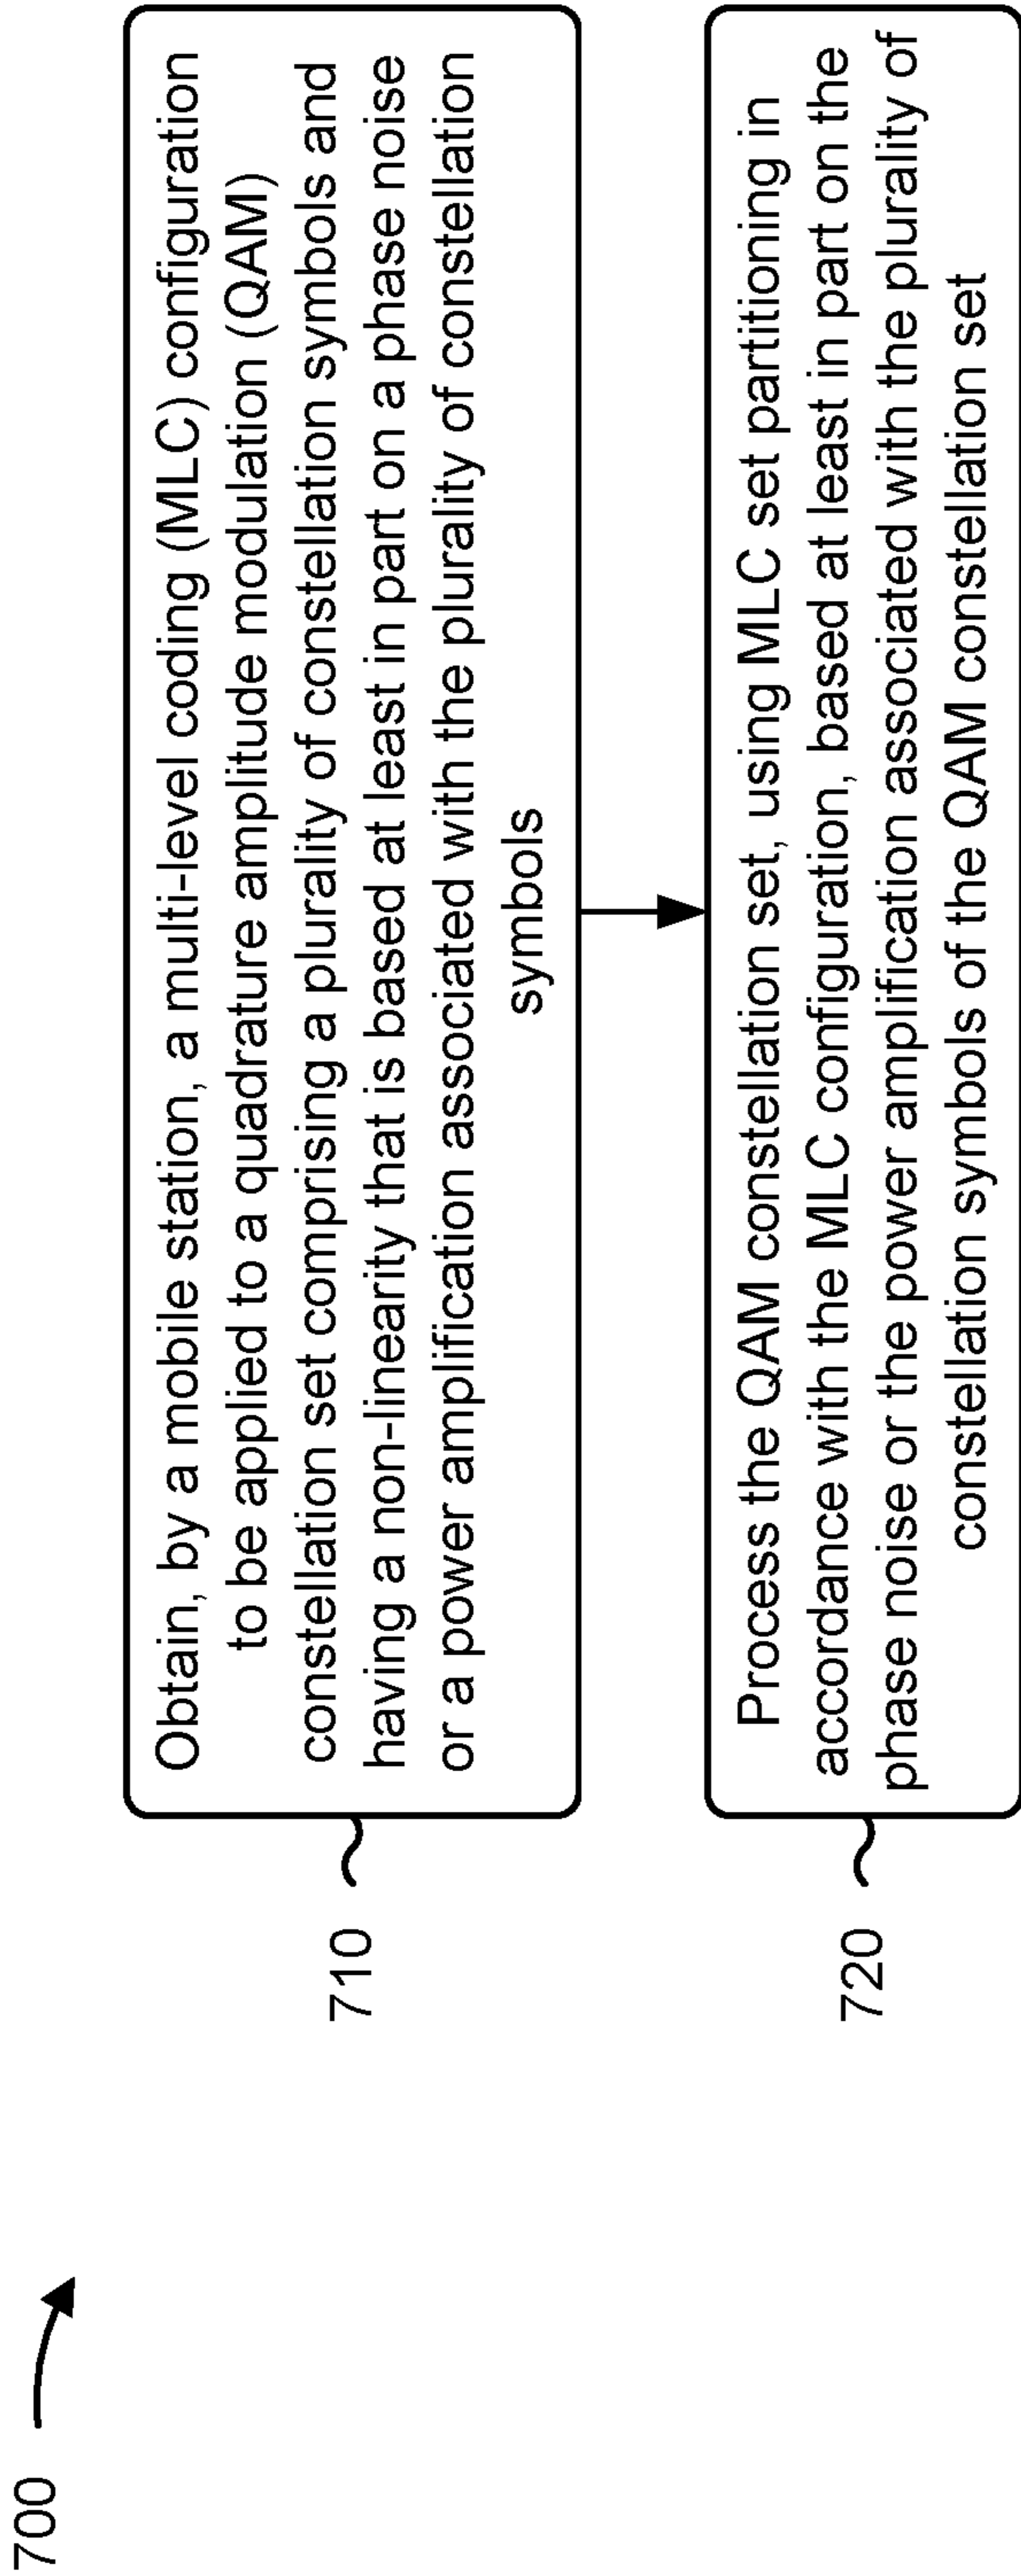 700
710
Obtain, by a mobile station, a multi-level coding (MLC) configuration
to be applied to a quadrature amplitude modulation (QAM)
constellation set comprising a plurality of constellation symbols and
having a non-linearity that is based at least in part on a phase noise
or a power amplification associated with the plurality of constellation
symbols
720
Process the QAM constellation set, using MLC set partitioning in
accordance with the MLC configuration, based at least in part on the
phase noise or the power amplification associated with the plurality of
constellation symbols of the QAM constellation set